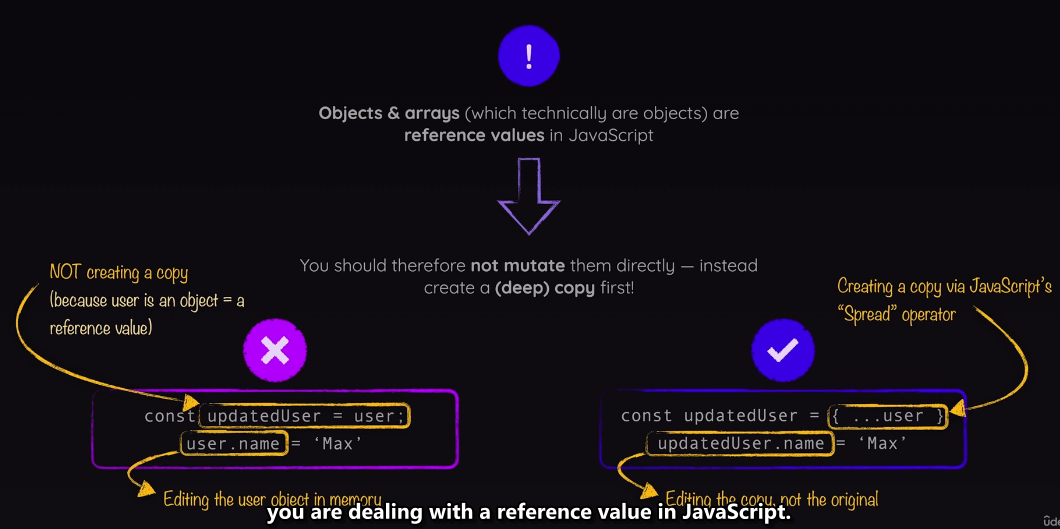 !
Objects & arrays (which technically are objects) are
reference values in JavaScript
You should therefore not mutate them directly — instead
create a (deep) copy first!
NOT creating a copy
(because user is an object = a
reference value)
const updatedUser = user;
user.name = ‘Max’
Editing the user object in memory
Creating a copy via JavaScript's
“Spread” operator
const updatedUser = { ...user }
updatedUser.name = ‘Max’
Editing the copy, not the original
you are dealing with a reference value in JavaScript.